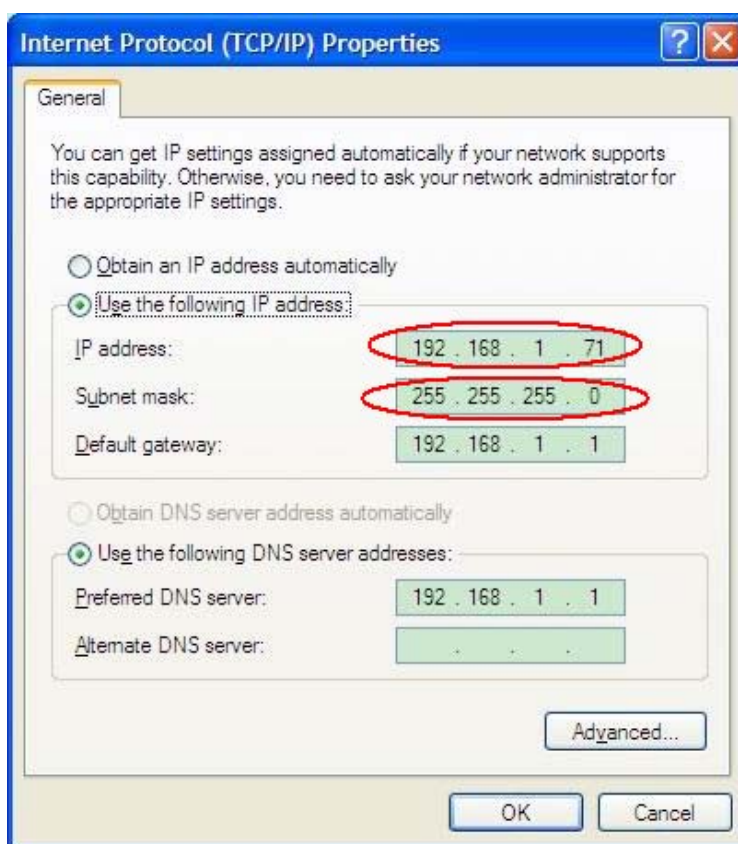 Internet Protocol (TCP/IP) Properties
General
You can get IP settings assigned automatically if your network supports
this capability. Otherwise, you need to ask your network administrator for
the appropriate IP settings.
Obtain an IP address automatically
Use the following IP address:
IP address: 192 . 168 . 1 . 71
Subnet mask: 255 . 255 . 255 . 0
Default gateway: 192 . 168 . 1 . 1
Obtain DNS server address automatically
Use the following DNS server addresses:
Preferred DNS server: 192 . 168 . 1 . 1
Alternate DNS server: . . .
Advanced...
OK Cancel